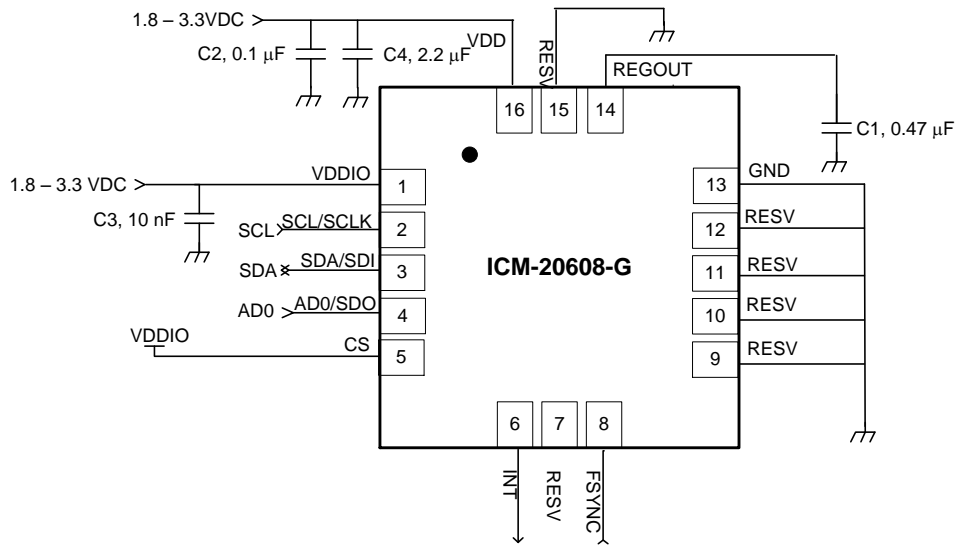 1.8 – 3.3VDC
VDD
C2, 0.1 μF
C4, 2.2 μF
RESV
REGOUT
C1, 0.47 μF
16
15
14
1.8 – 3.3 VDC
VDDIO
C3, 10 nF
1
SCL
SCL/SCLK
2
SDA
SDA/SDI
3
AD0
AD0/SDO
4
VDDIO
CS
5
ICM-20608-G
13
GND
12
RESV
11
RESV
10
RESV
9
RESV
6
7
8
INT
RESV
FSYNC